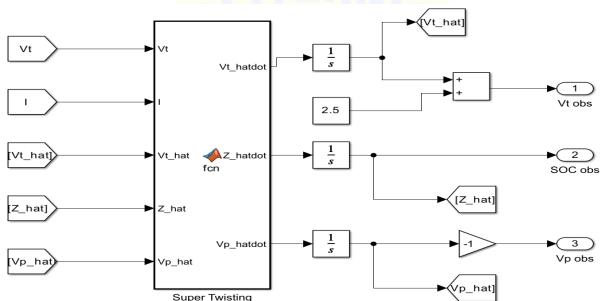 [Vt_hat]
Vt
Vt
Vt_hatdot
1
s
+
+
1
Vt obs
I
I
2.5
[Vt_hat]
Vt_hat
fcn
Z_hatdot
1
s
2
SOC obs
[Z_hat]
[Z_hat]
Z_hat
[Vp_hat]
Vp_hat
Vp_hatdot
1
s
-1
3
Vp obs
[Vp_hat]
Super Twisting